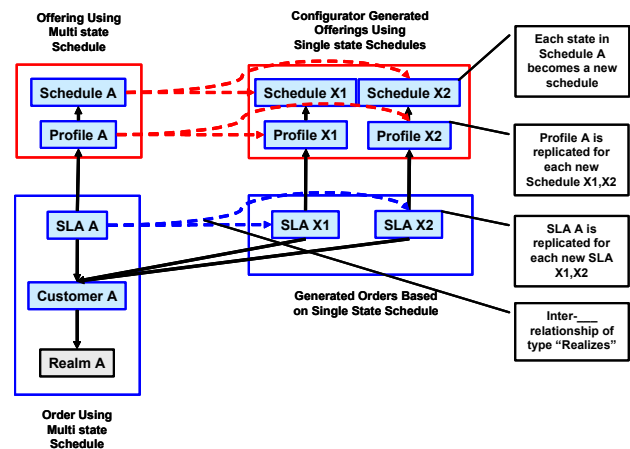 Offering Using
Multi state
Schedule
Configurator Generated
Offerings Using
Single state Schedules
Each state in
Schedule A
becomes a new
schedule
Schedule A
Schedule X1
Schedule X2
Profile A
Profile X1
Profile X2
Profile A is
replicated for
each new
Schedule X1,X2
SLA A
SLA X1
SLA X2
SLA A is
replicated for
each new SLA
X1,X2
Customer A
Generated Orders Based
on Single State Schedule
Inter-___
relationship of
type “Realizes”
Realm A
Order Using
Multi state
Schedule